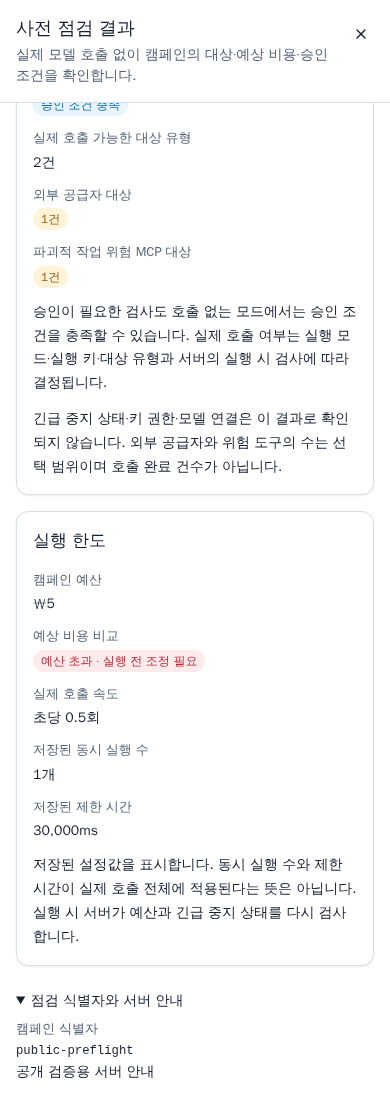 사전 점검 결과
실제 모델 호출 없이 캠페인의 대상·예상 비용·승인
조건을 확인합니다.
승인 조건 충족
실제 호출 가능한 대상 유형
2건
외부 공급자 대상
1건
파괴적 작업 위험 MCP 대상
1건
승인이 필요한 검사도 호출 없는 모드에서는 승인 조
건을 충족할 수 있습니다. 실제 호출 여부는 실행 모
드·실행 키·대상 유형과 서버의 실행 시 검사에 따라
결정됩니다.
긴급 중지 상태·키 권한·모델 연결은 이 결과로 확인
되지 않습니다. 외부 공급자와 위험 도구의 수는 선
택 범위이며 호출 완료 건수가 아닙니다.
실행 한도
캠페인 예산
₩5
예상 비용 비교
예산 초과 · 실행 전 조정 필요
실제 호출 속도
초당 0.5회
저장된 동시 실행 수
1개
저장된 제한 시간
30,000ms
저장된 설정값을 표시합니다. 동시 실행 수와 제한
시간이 실제 호출 전체에 적용된다는 뜻은 아닙니다.
실행 시 서버가 예산과 긴급 중지 상태를 다시 검사
합니다.
▼ 점검 식별자와 서버 안내
캠페인 식별자
public-preflight
공개 검증용 서버 안내